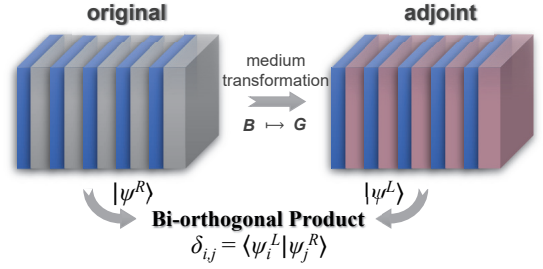 original
adjoint
medium
transformation
B ↦ G
|ψ^R⟩
|ψ^L⟩
Bi-orthogonal Product
δ_{i,j} = ⟨ψ_i^L|ψ_j^R⟩